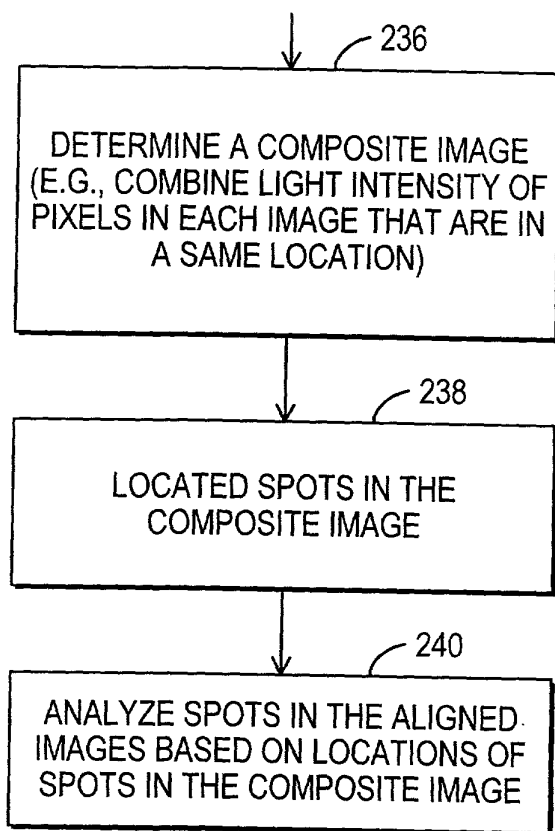 236
DETERMINE A COMPOSITE IMAGE
(E.G., COMBINE LIGHT INTENSITY OF
PIXELS IN EACH IMAGE THAT ARE IN
A SAME LOCATION)
238
LOCATED SPOTS IN THE
COMPOSITE IMAGE
240
ANALYZE SPOTS IN THE ALIGNED
IMAGES BASED ON LOCATIONS OF
SPOTS IN THE COMPOSITE IMAGE